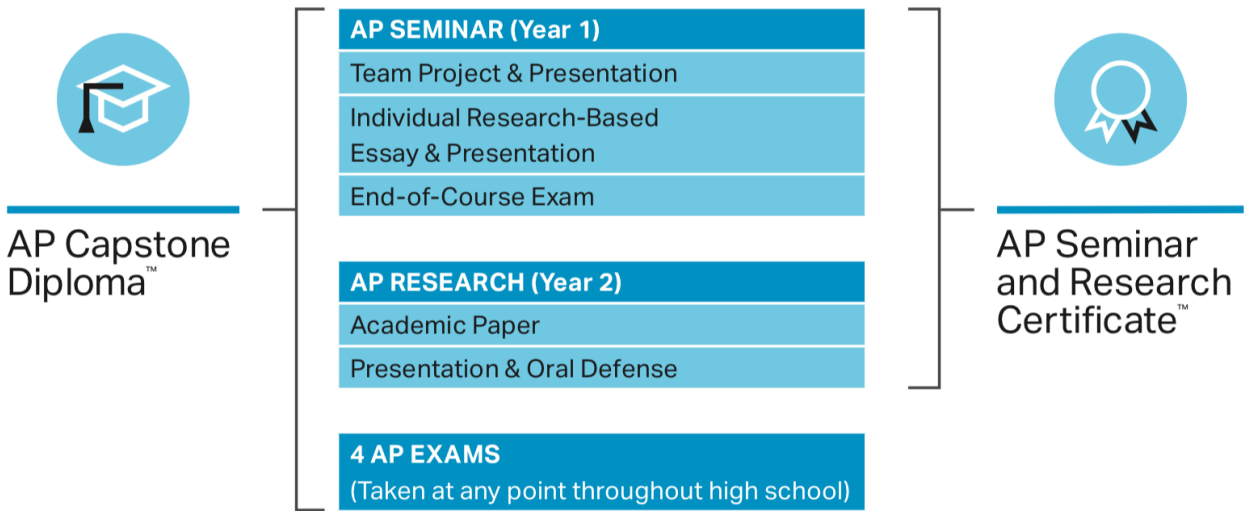 AP Capstone
Diploma™
AP SEMINAR (Year 1)
Team Project & Presentation
Individual Research-Based
Essay & Presentation
End-of-Course Exam
AP RESEARCH (Year 2)
Academic Paper
Presentation & Oral Defense
4 AP EXAMS
(Taken at any point throughout high school)
AP Seminar
and Research
Certificate™